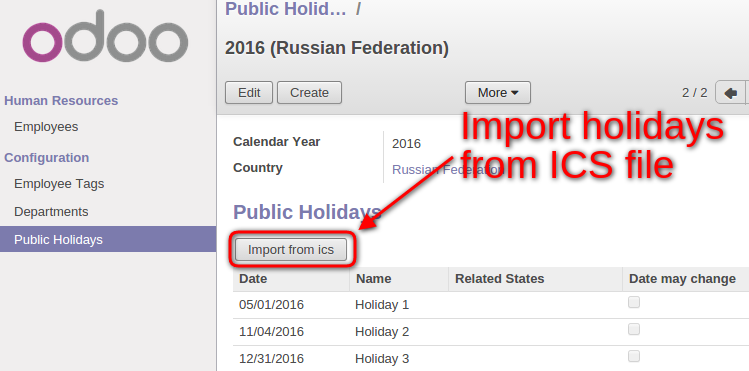 odoo
Public Holid... /
2016 (Russian Federation)
Edit Create More 2 / 2
Human Resources
Employees
Configuration
Employee Tags
Departments
Public Holidays
Calendar Year 2016
Country Russian Federation
Import holidays
from ICS file
Public Holidays
Import from ics
Date Name Related States Date may change
05/01/2016 Holiday 1
11/04/2016 Holiday 2
12/31/2016 Holiday 3